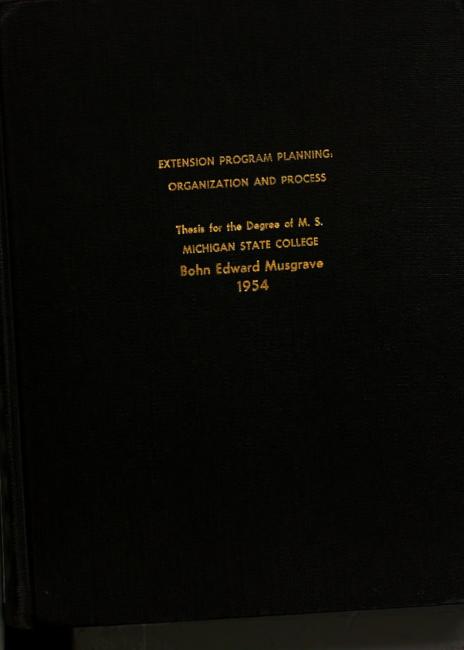 EXTENSION PROGRAM PLANNING:
ORGANIZATION AND PROCESS
Thesis for the Degree of M. S.
MICHIGAN STATE COLLEGE
Bohn Edward Musgrave
1954